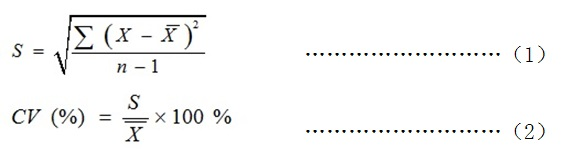 S = √( ∑ (X − X̄)² / (n − 1) ) ……………………… （1）
CV (%) = S / X̿ × 100 % ……………………… （2）